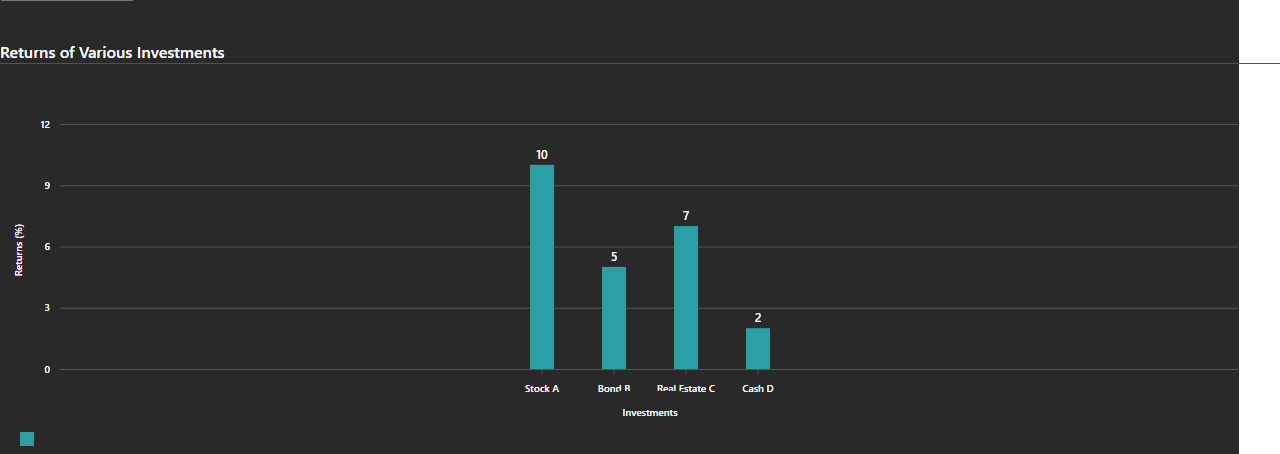 Returns of Various Investments
12
9
6
3
0
Returns (%)
10
5
7
2
Stock A
Bond B
Real Estate C
Cash D
Investments